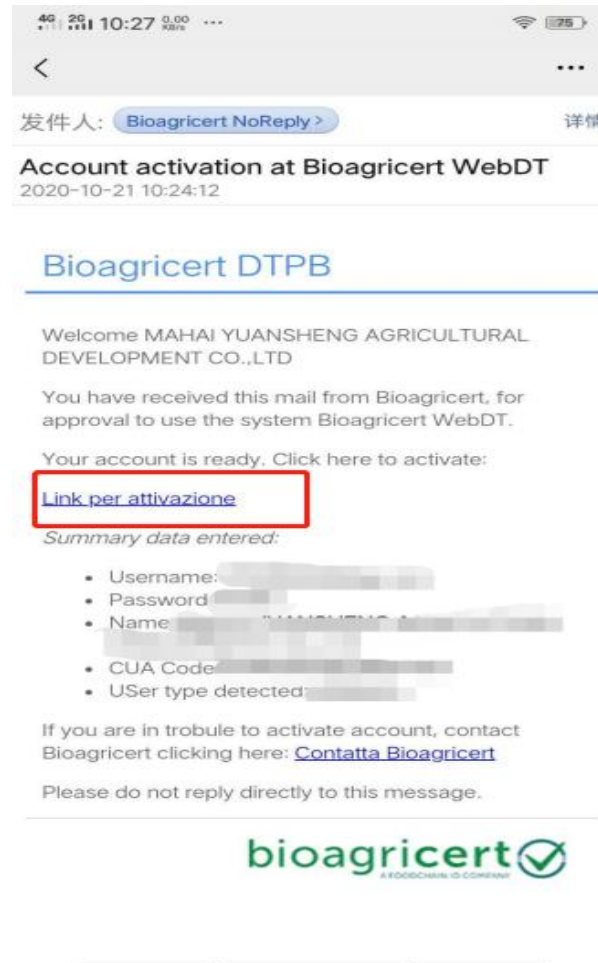 4G 2G 10:27 0.00 KB/s ... 75
< ...
发件人: Bioagricert NoReply > 详情
Account activation at Bioagricert WebDT
2020-10-21 10:24:12
Bioagricert DTPB
Welcome MAHAI YUANSHENG AGRICULTURAL
DEVELOPMENT CO.,LTD
You have received this mail from Bioagricert, for
approval to use the system Bioagricert WebDT.
Your account is ready. Click here to activate:
Link per attivazione
Summary data entered:
• Username:
• Password
• Name
• CUA Code
• USer type detected:
If you are in trobule to activate account, contact
Bioagricert clicking here: Contatta Bioagricert
Please do not reply directly to this message.
bioagricert
A FOODCHAIN ID COMPANY